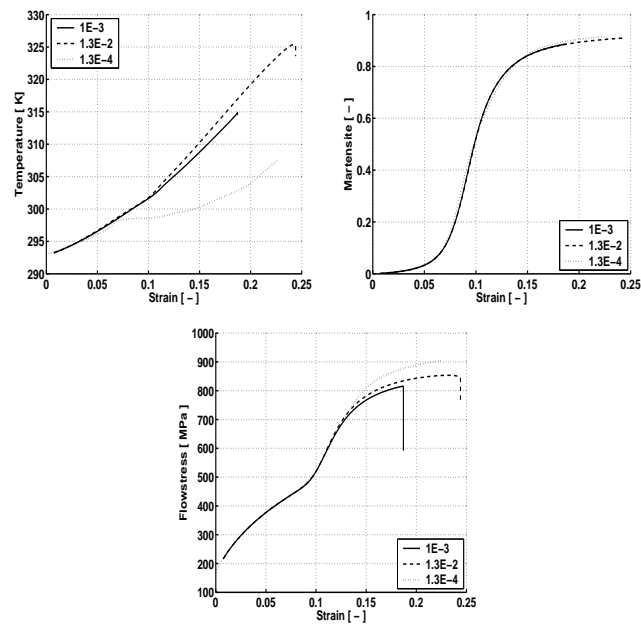 330
325
320
315
310
305
300
295
290
Temperature [ K]
1E−3
1.3E−2
1.3E−4
0
0.05
0.1
0.15
0.2
0.25
Strain [ − ]
1
0.8
0.6
0.4
0.2
0
Martensite [ − ]
1E−3
1.3E−2
1.3E−4
0
0.05
0.1
0.15
0.2
0.25
Strain [ − ]
1000
900
800
700
600
500
400
300
200
100
Flowstress [ MPa]
1E−3
1.3E−2
1.3E−4
0
0.05
0.1
0.15
0.2
0.25
Strain [ − ]